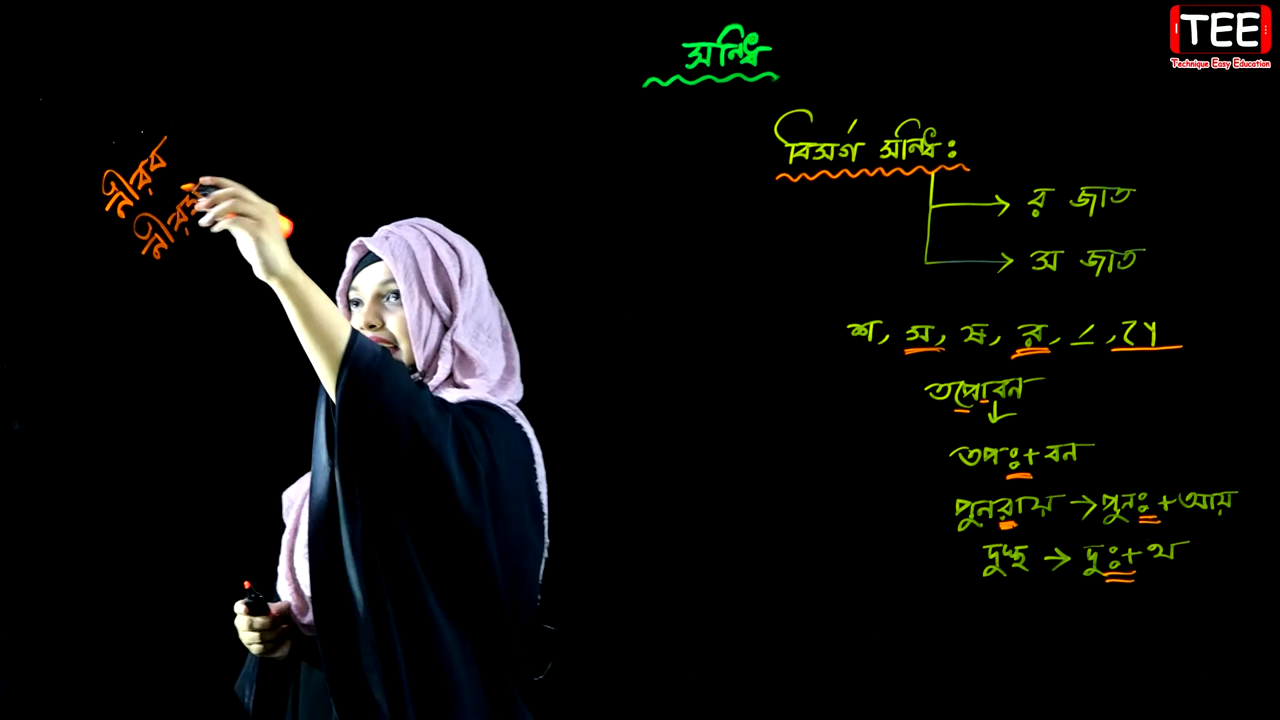 TEE
Technique Easy Education
সন্ধি
বিসর্গ সন্ধি:
র জাত
স জাত
শ, স, ষ, র, ে া
তপোবন
তপঃ + বন
পুনরায় → পুনঃ + আয়
দুস্থ → দুঃ + থ
নীরব